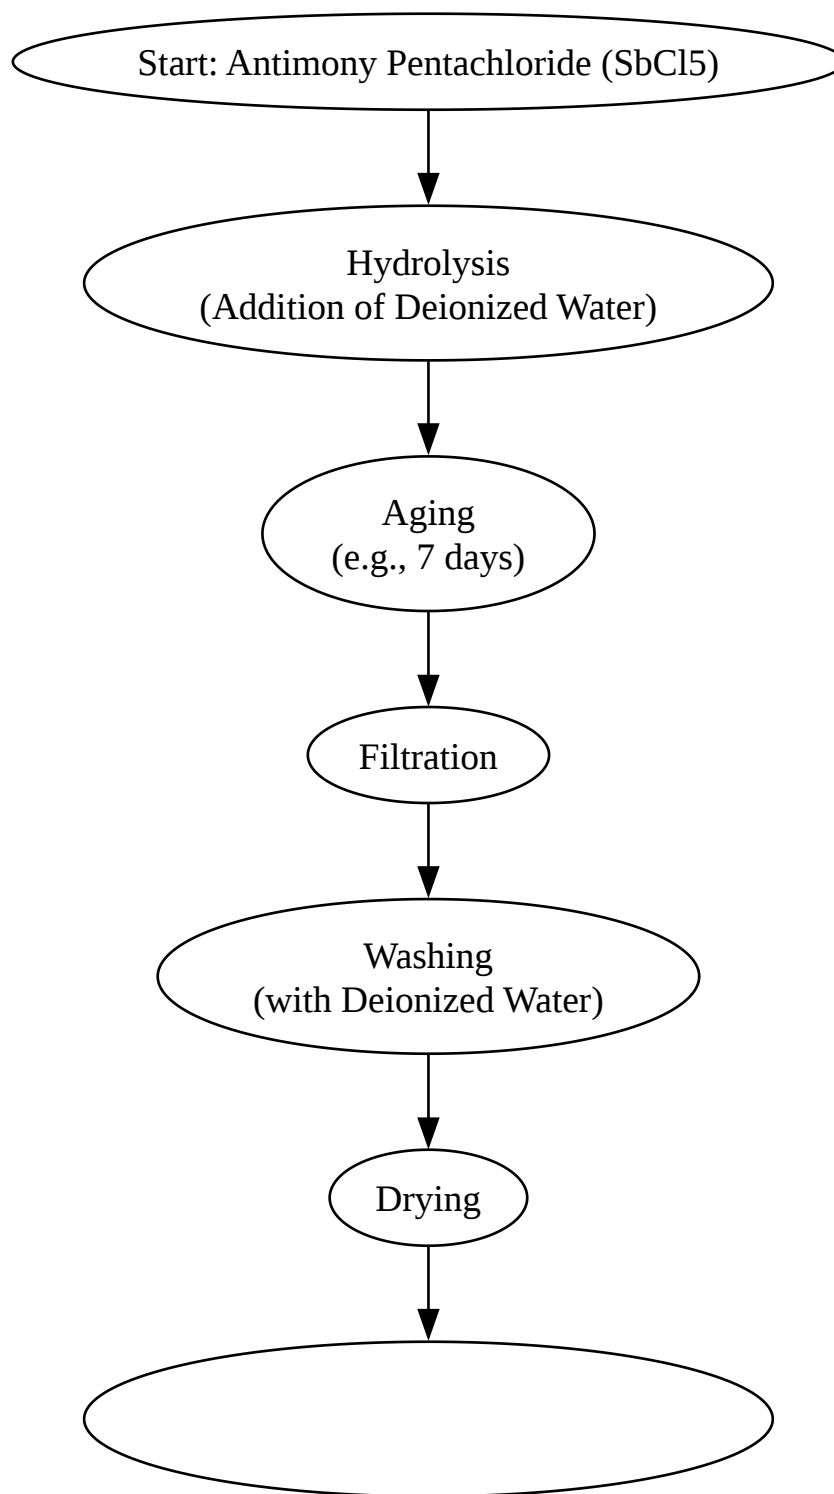 Start: Antimony Pentachloride (SbCl5)
Hydrolysis
(Addition of Deionized Water)
Aging
(e.g., 7 days)
Filtration
Washing
(with Deionized Water)
Drying